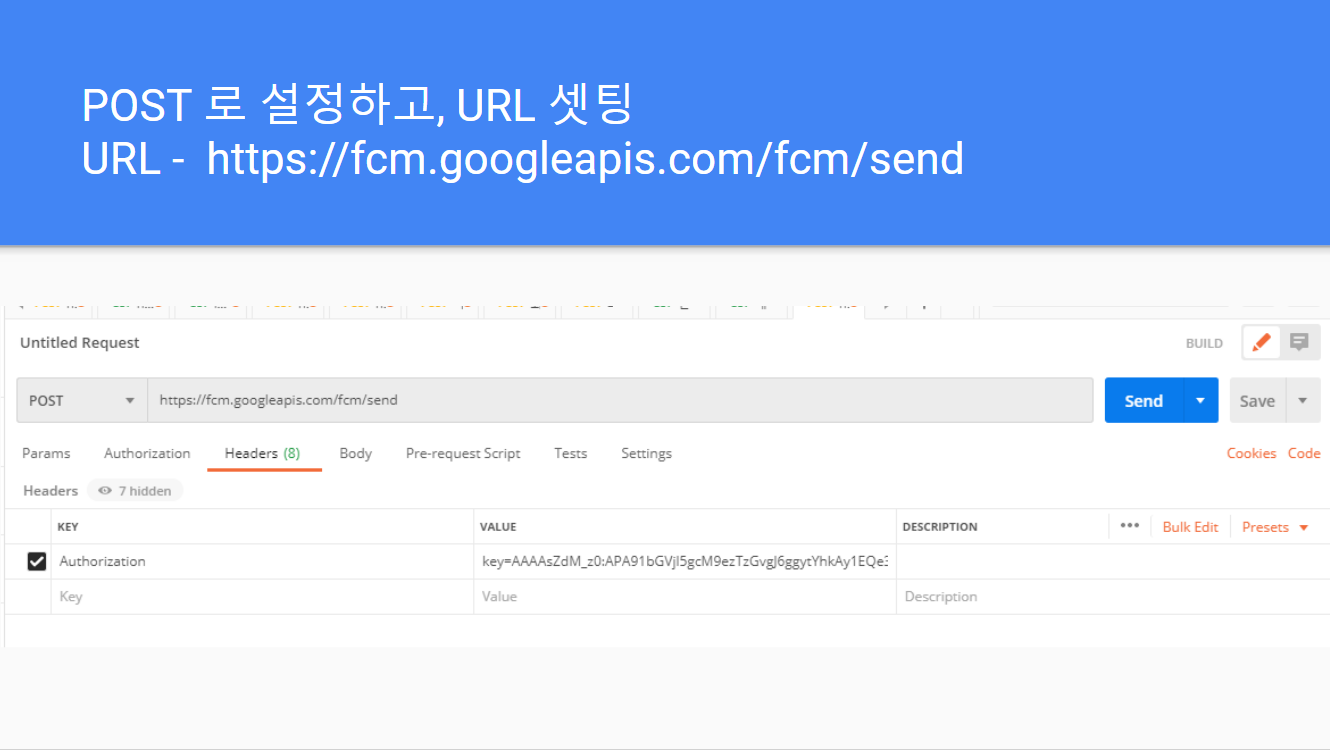 POST 로 설정하고, URL 셋팅
URL - https://fcm.googleapis.com/fcm/send
Untitled Request
BUILD
POST
https://fcm.googleapis.com/fcm/send
Send
Save
Params Authorization Headers (8) Body Pre-request Script Tests Settings Cookies Code
Headers 7 hidden
KEY VALUE DESCRIPTION ••• Bulk Edit Presets
Authorization key=AAAAsZdM_z0:APA91bGVjI5gcM9ezTzGvgJ6ggytYhkAy1EQe3
Key Value Description